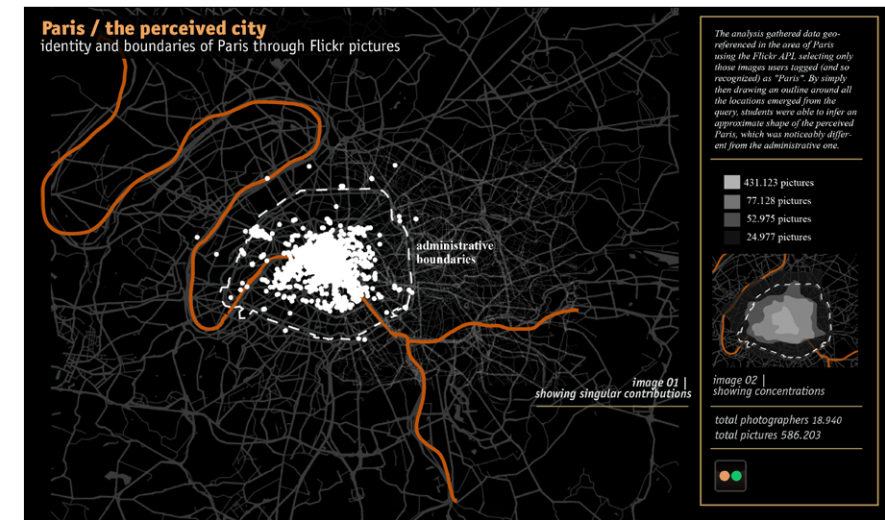 Paris / the perceived city
identity and boundaries of Paris through Flickr pictures
administrative
boundaries
image 01 |
showing singular contributions
The analysis gathered data geo-
referenced in the area of Paris
using the Flickr API, selecting only
those images users tagged (and so
recognized) as "Paris". By simply
then drawing an outline around all
the locations emerged from the
query, students were able to infer an
approximate shape of the perceived
Paris, which was noticeably differ-
ent from the administrative one.
431.123 pictures
77.128 pictures
52.975 pictures
24.977 pictures
image 02 |
showing concentrations
total photographers 18.940
total pictures 586.203